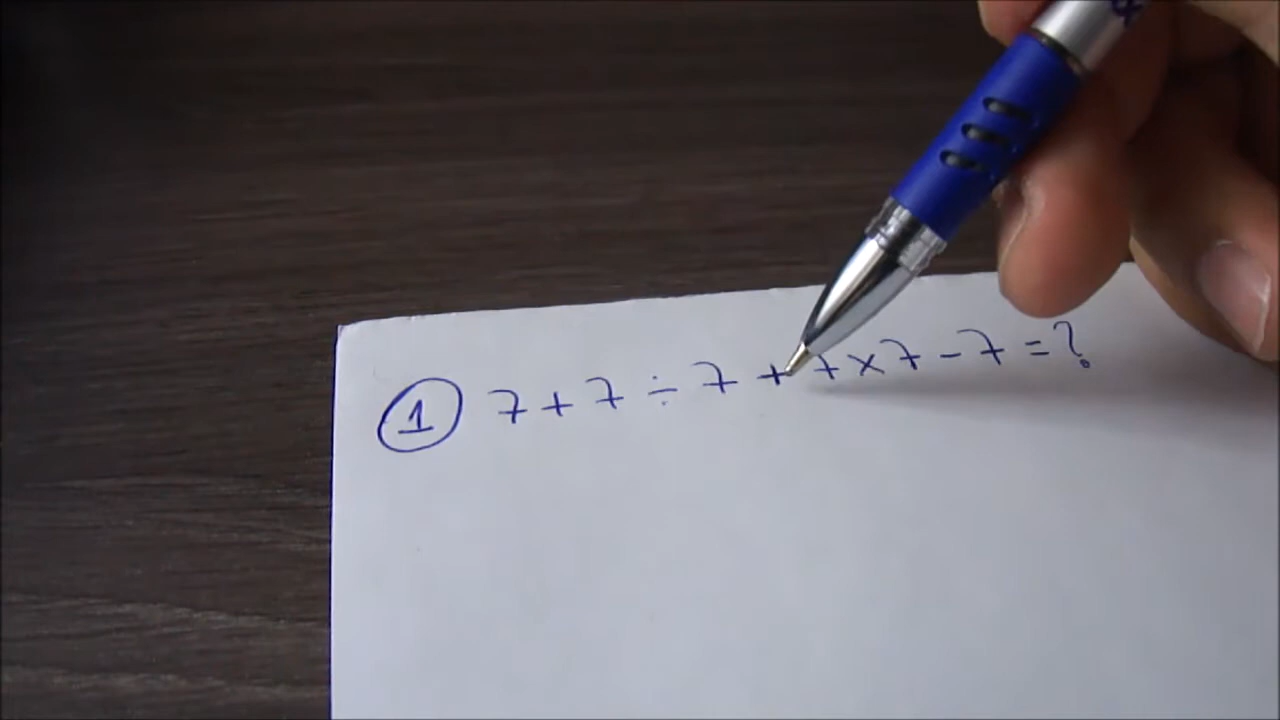 ① 7 + 7 ÷ 7 + 7 × 7 - 7 = ?